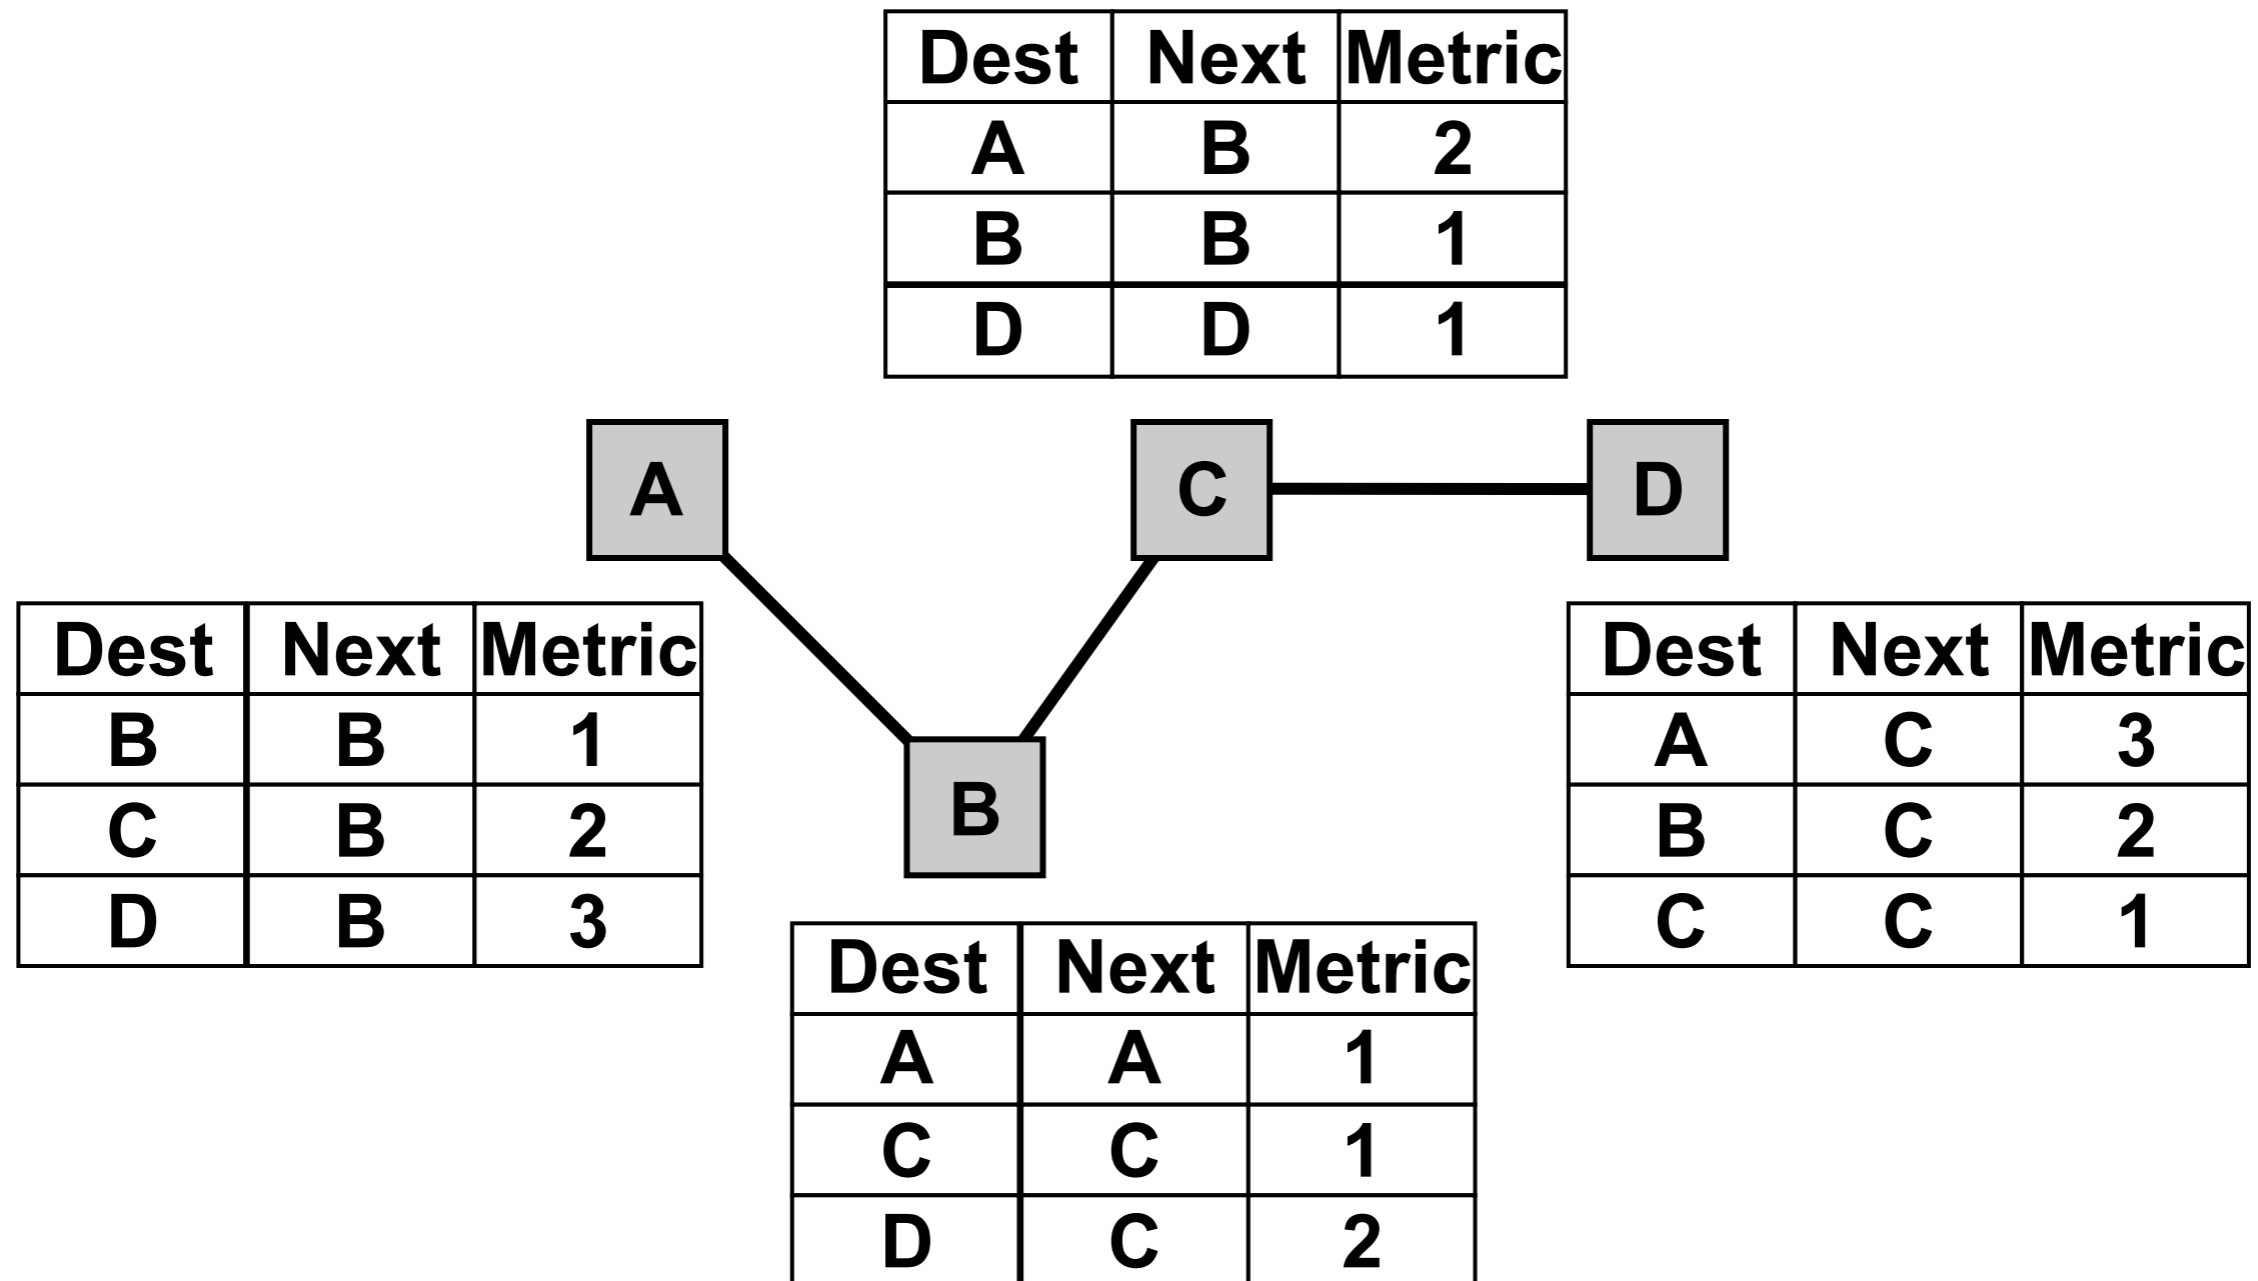 Dest Next Metric
A B 2
B B 1
D D 1
A C D
Dest Next Metric
B B 1
C B 2
D B 3
B
Dest Next Metric
A C 3
B C 2
C C 1
Dest Next Metric
A A 1
C C 1
D C 2